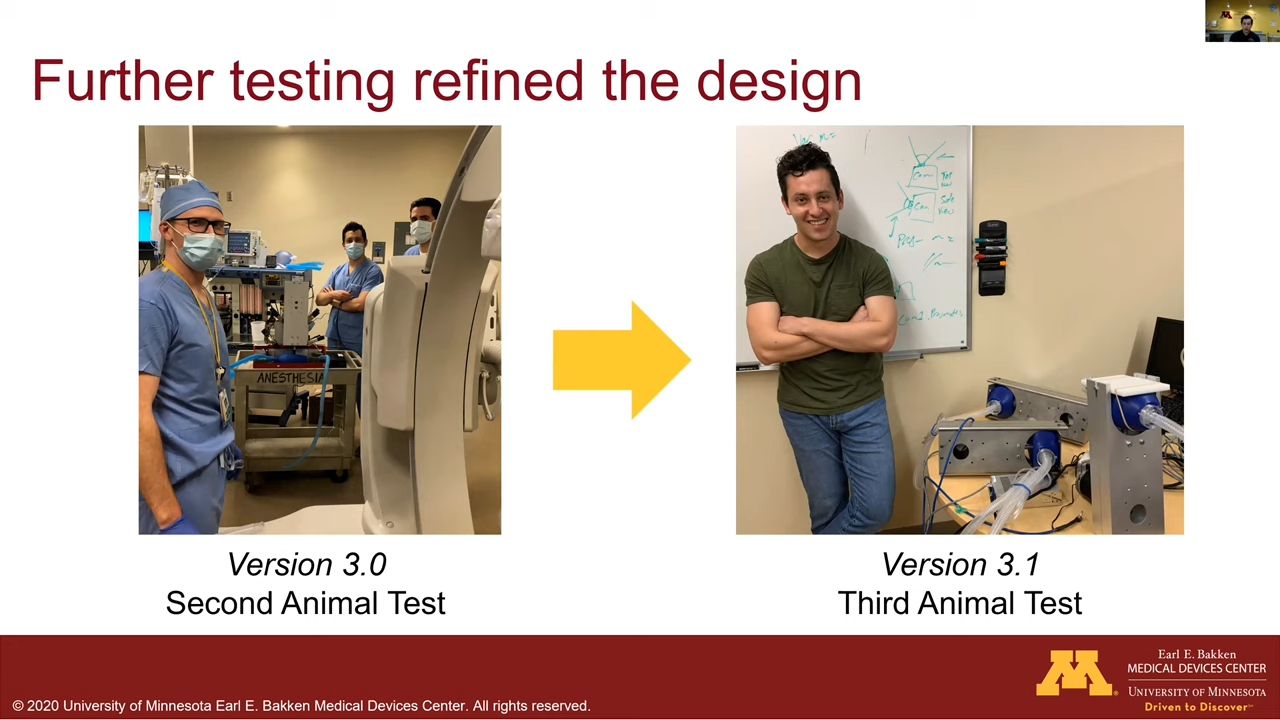 Further testing refined the design
ANESTHESIA
Version 3.0
Second Animal Test
Version 3.1
Third Animal Test
Earl E. Bakken
MEDICAL DEVICES CENTER
UNIVERSITY OF MINNESOTA
Driven to Discover℠
© 2020 University of Minnesota Earl E. Bakken Medical Devices Center. All rights reserved.